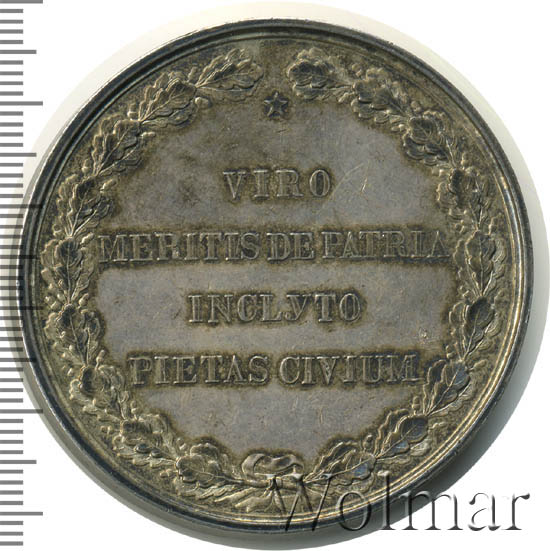 VIRO
MERITIS DE PATRIA
INCLYTO
PIETAS CIVIUM
Wolmar